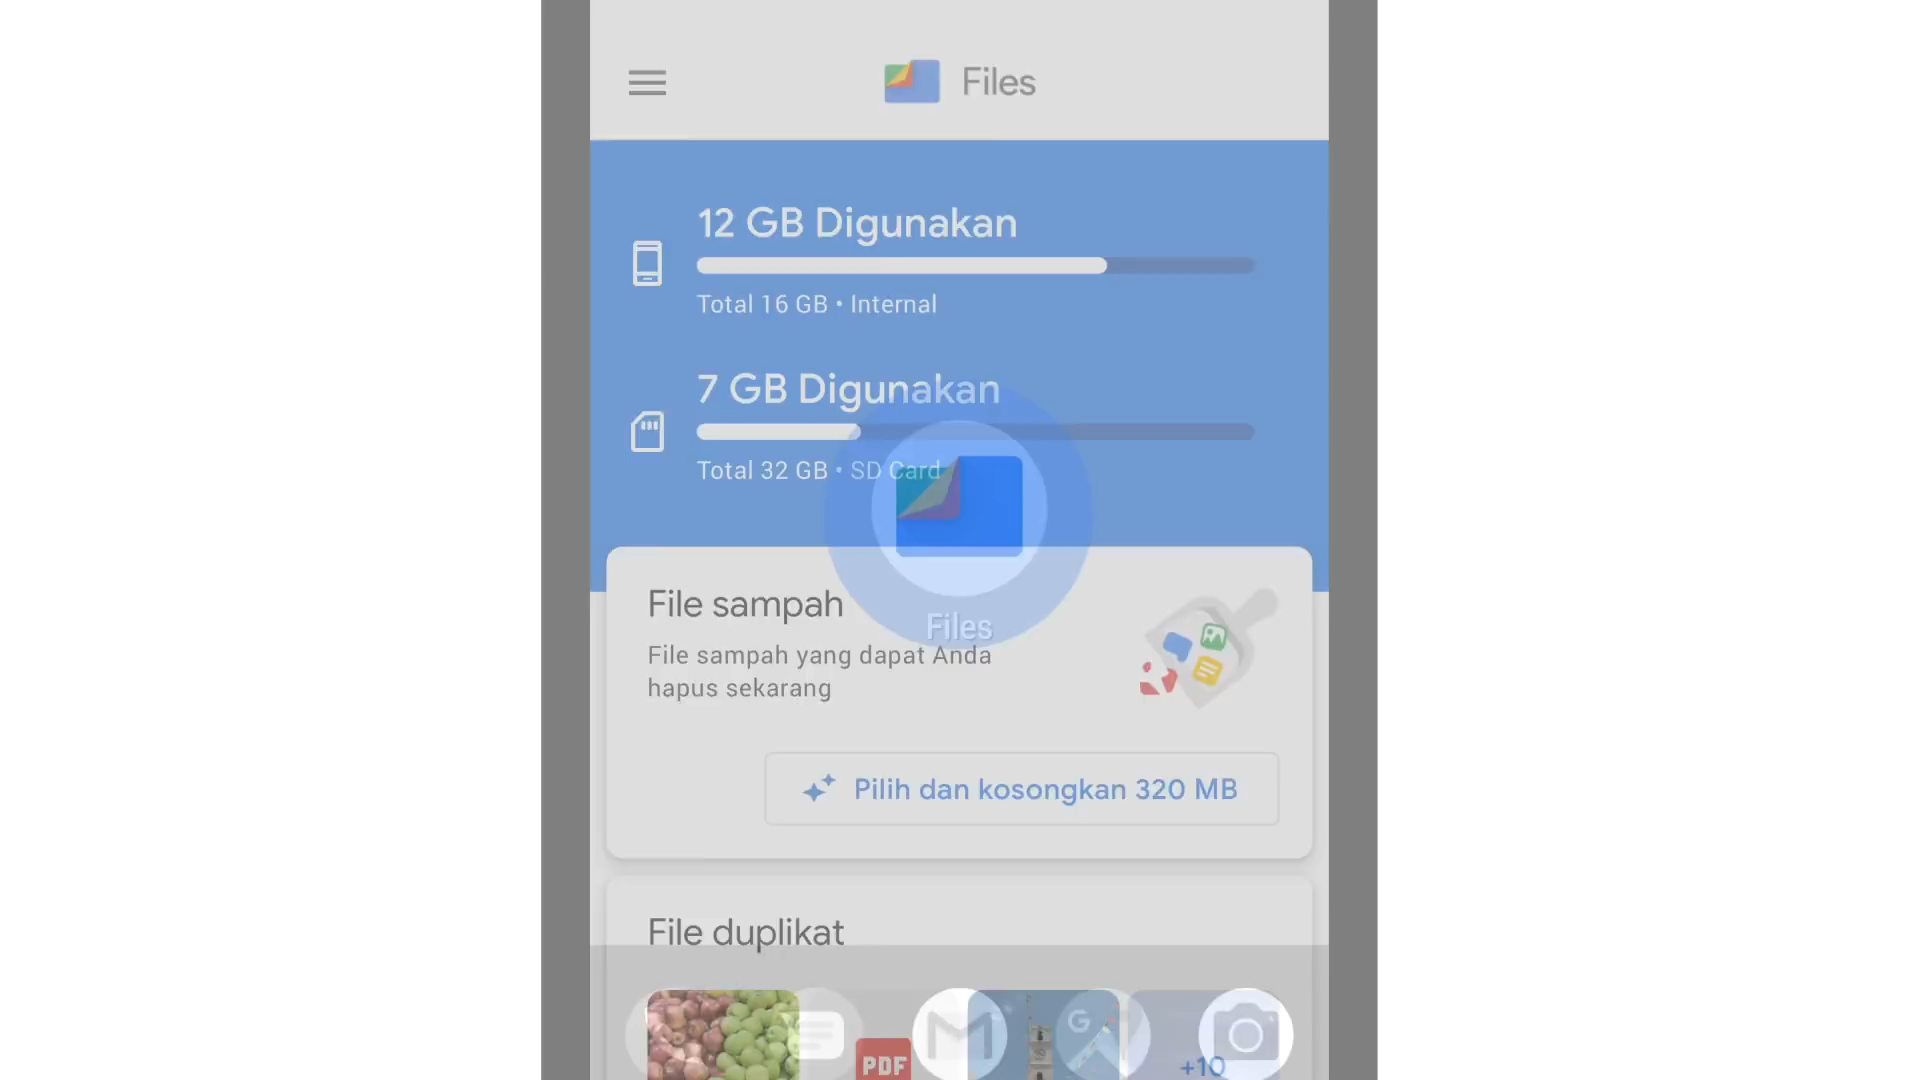 Files
12 GB Digunakan
Total 16 GB • Internal
7 GB Digunakan
Total 32 GB • SD Card
File sampah
Files
File sampah yang dapat Anda
hapus sekarang
Pilih dan kosongkan 320 MB
File duplikat
G
PDF
+10